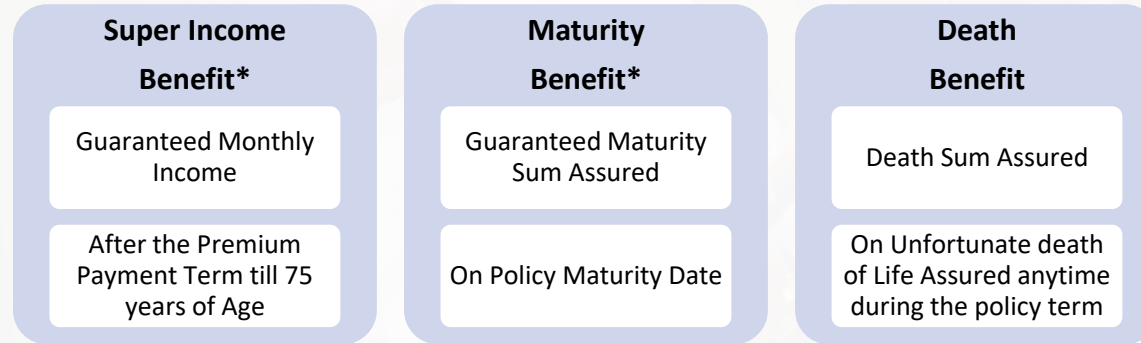 Super Income
Benefit*
Guaranteed Monthly
Income
After the Premium
Payment Term till 75
years of Age
Maturity
Benefit*
Guaranteed Maturity
Sum Assured
On Policy Maturity Date
Death
Benefit
Death Sum Assured
On Unfortunate death
of Life Assured anytime
during the policy term